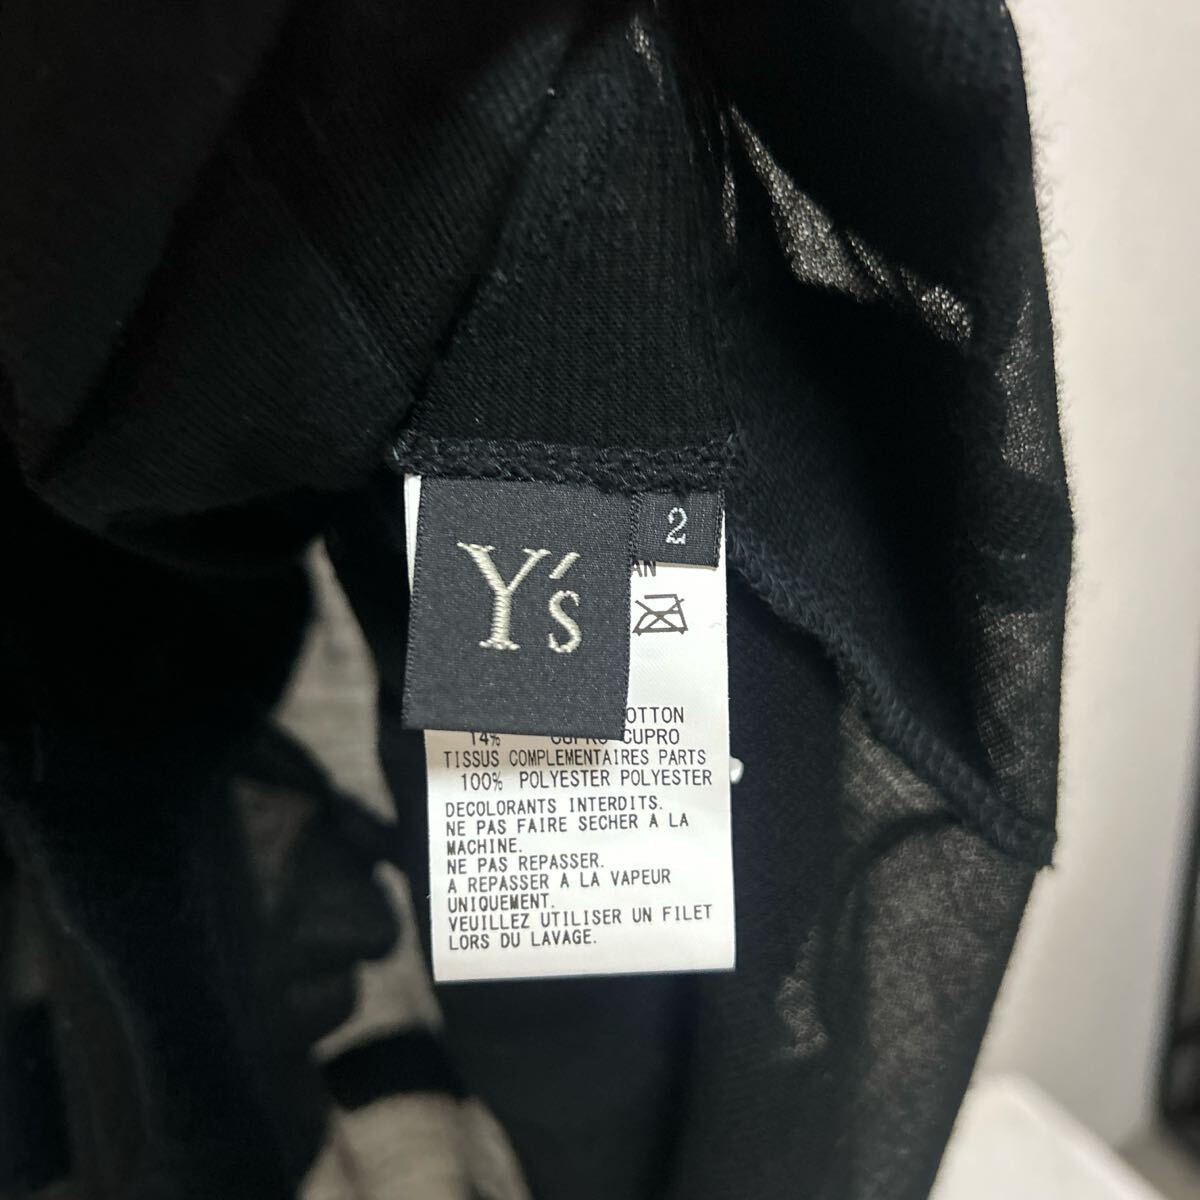 Y's
2
AN
OTTON
14% CUPRO CUPRO
TISSUS COMPLEMENTAIRES PARTS
100% POLYESTER POLYESTER
DECOLORANTS INTERDITS.
NE PAS FAIRE SECHER À LA
MACHINE.
NE PAS REPASSER.
A REPASSER A LA VAPEUR
UNIQUEMENT.
VEUILLEZ UTILISER UN FILET
LORS DU LAVAGE.